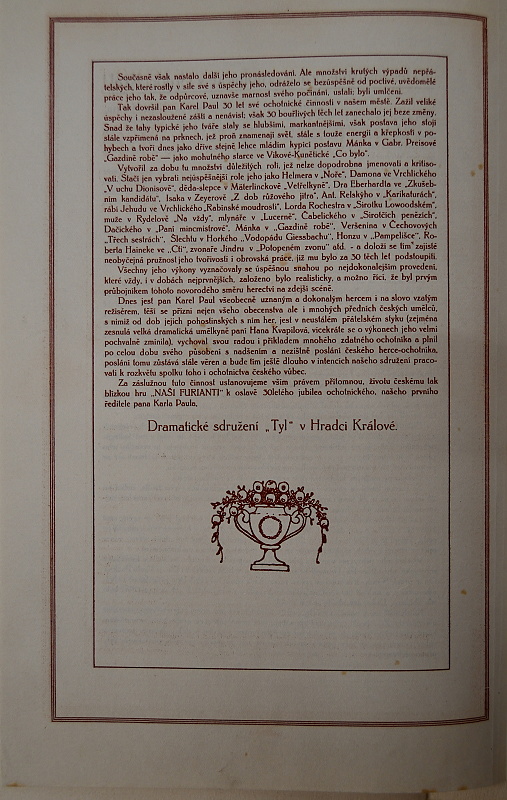 Současně však nastalo další jeho pronásledování. Ale množství krutých výpadů nepřá-
telských, které rostly v síle své s úspěchy jeho, odráželo se bezúspěšně od poctivé, uvědomělé
práce jeho tak, že odpůrcové, uznavše marnost svého počínání, ustali; byli umlčeni.
Tak dovršil pan Karel Paul 30 let své ochotnické činnosti v našem městě. Zažil veliké
úspěchy i nezasloužené zášti a nenávist; však 30 bouřlivých těch let zanechalo jej beze změny.
Snad že tahy typické jeho tváře staly se hlubšími, markantnějšími, však postava jeho stojí
stále vzpřímená na prknech, jež proň znamenají svět, stále s touže energií a křepkostí v po-
hybech a tvoří dnes jako dříve stejně lehce mladým kypící postavu Mánka v Gabr. Preisové
„Gazdině robě" — jako mohutného starce ve Vikově-Kunětické „Co bylo".
Vytvořil za dobu tu množství důležitých rolí, jež nelze dopodrobna jmenovati a kritiso-
vati. Stačí jen vybrati nejúspěšnější role jeho jako Helmera v „Noře", Damona ve Vrchlického
„V uchu Dionisově", děda-slepce v Mäterlinckově „Vetřelkyně", Dra Eberhardta ve „Zkušeb-
ním kandidátu", Isaka v Zeyerově „Z dob růžového jitra", Ant. Relského v „Karikaturách",
rabi Jehudu ve Vrchlického „Rabínské moudrosti", Lorda Rochestra v „Sirotku Lowoodském",
muže v Rydelově „Na vždy", mlynáře v „Lucerně", Čabelického v „Sirotčích penězích",
Dačického v „Paní mincmistrové", Mánka v „Gazdině robě", Veršenina v Čechovových
„Třech sestrách", Šlechtu v Horkého „Vodopádu Giessbachu", Honzu v „Pampelišce", Ro-
berta Heincke ve „Cti", zvonaře Jindru v „Potopeném zvonu" atd. - a doloží se tím zajisté
neobyčejná pružnost jeho tvořivosti i obrovská práce, již mu bylo za 30 těch let podstoupiti.
Všechny jeho výkony vyznačovaly se úspěšnou snahou po nejdokonalejším provedení,
které vždy, i v dobách nejprvnějších, založeno bylo realisticky, a možno říci, že byl prvým
průbojníkem tohoto novorodého směru herectví na zdejší scéně.
Dnes jest pan Karel Paul všeobecně uznaným a dokonalým hercem i na slovo vzatým
režisérem, těší se přízni nejen všeho obecenstva ale i mnohých předních českých umělců,
s nimiž od dob jejich pohostinských s ním her, jest v neustálém přátelském styku (zejména
zesnulá velká dramatická umělkyně paní Hana Kvapilová, vícekráte se o výkonech jeho velmi
pochvalně zmínila), vychoval svou radou i příkladem mnohého zdatného ochotníka a plnil
po celou dobu svého působení s nadšením a nezištně poslání českého herce-ochotníka,
poslání tomu zůstává stále věren a bude tím ještě dlouho v intencích našeho sdružení praco-
vati k rozkvětu spolku toho i ochotnictva českého vůbec.
Za záslužnou tuto činnost ustanovujeme vším právem přítomnou, životu českému tak
blízkou hru „NAŠI FURIANTI" k oslavě 30letého jubilea ochotnického, našeho prvního
ředitele pana Karla Paula.
Dramatické sdružení „Tyl" v Hradci Králové.